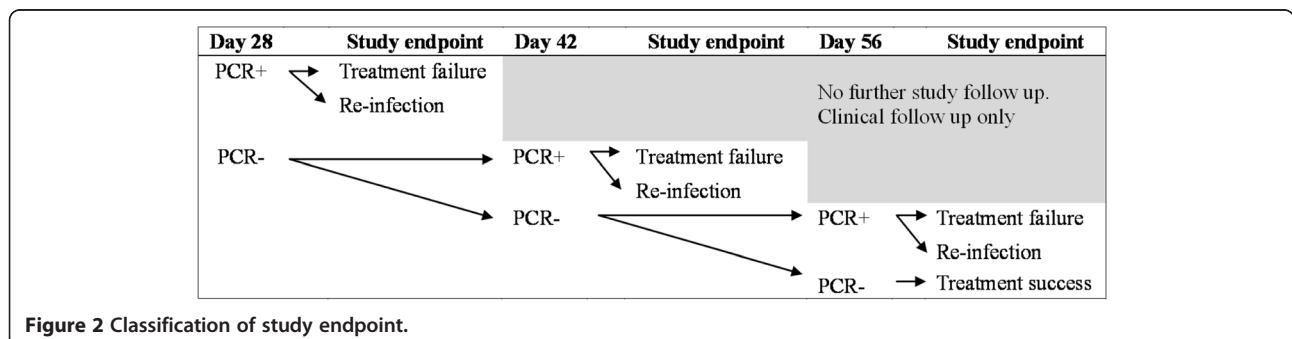 Day 28 Study endpoint Day 42 Study endpoint Day 56 Study endpoint
PCR+ Treatment failure
Re-infection
No further study follow up.
Clinical follow up only
PCR- PCR+ Treatment failure
Re-infection
PCR- PCR+ Treatment failure
Re-infection
PCR- Treatment success
Figure 2 Classification of study endpoint.